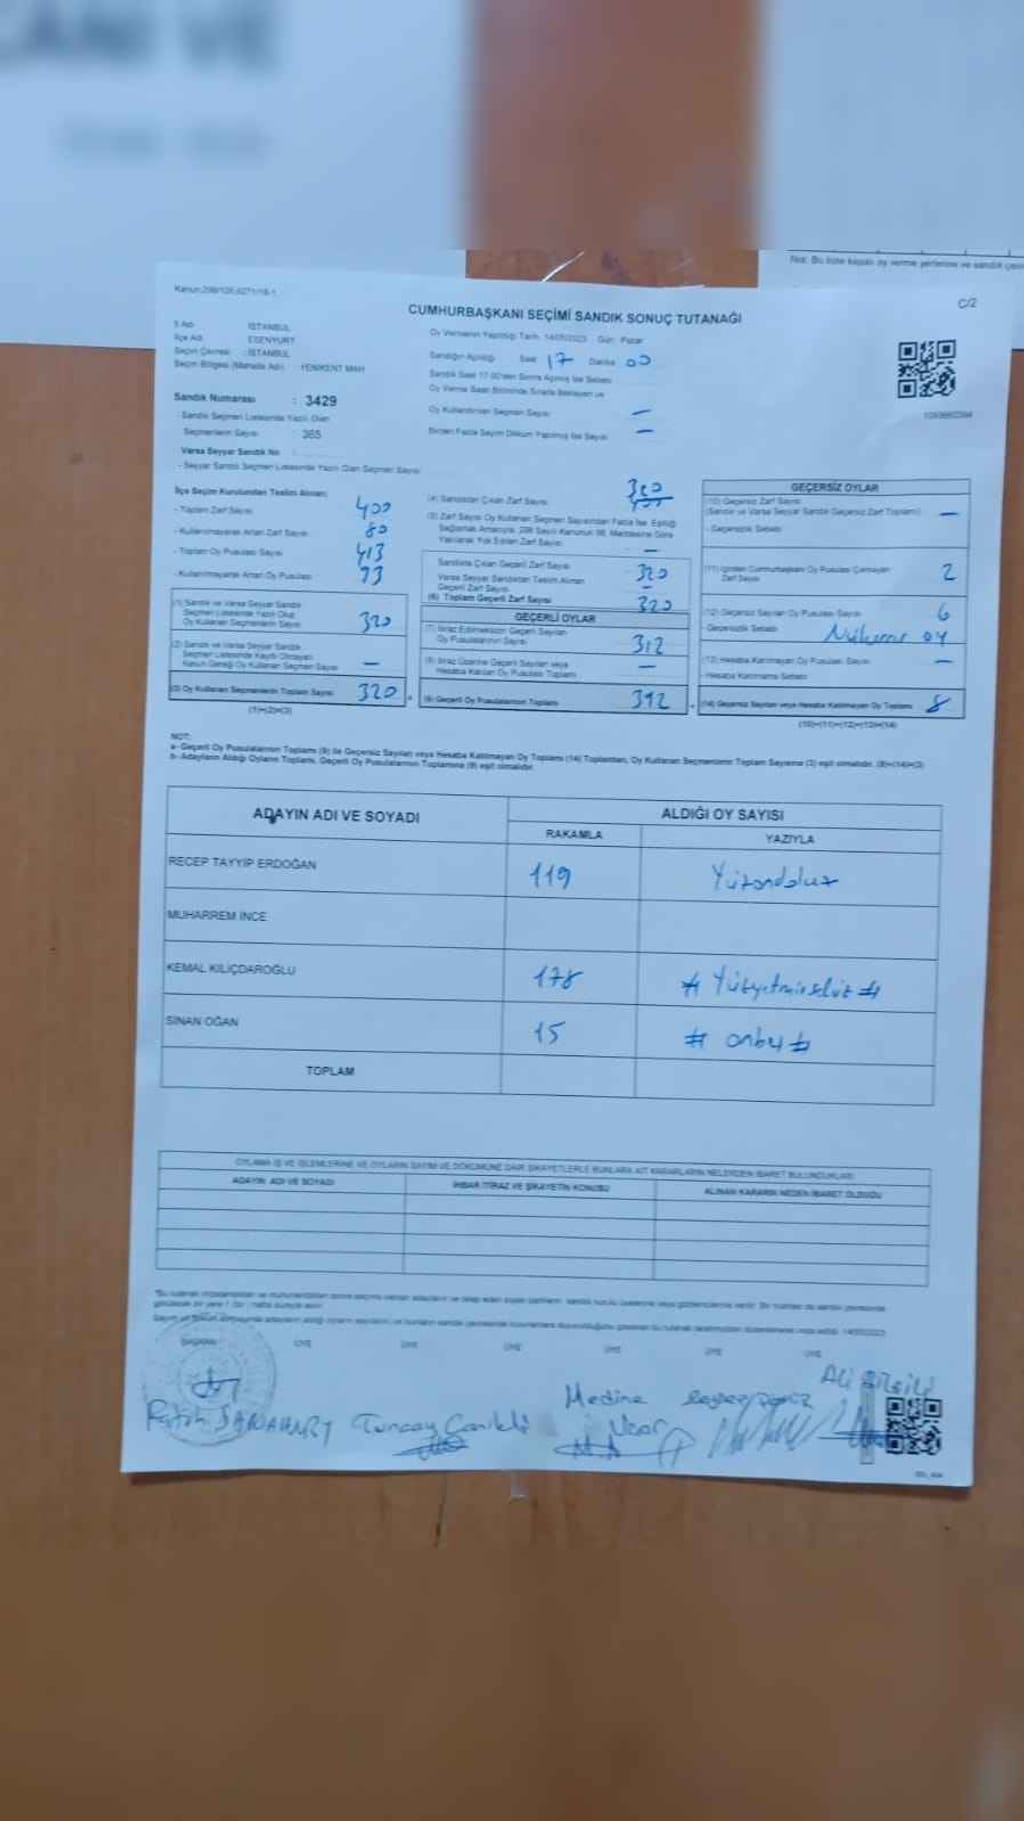 Kanun:298/105,6271/18-1
C/2
CUMHURBAŞKANI SEÇİMİ SANDIK SONUÇ TUTANAĞI
İl Adı : İSTANBUL
İlçe Adı : ESENYURT
Seçim Çevresi : İSTANBUL
Seçim Bölgesi (Mahalle Adı) : YENİKENT MAH
Sandık Numarası : 3429
- Sandık Seçmen Listesinde Yazılı Olan
Seçmenlerin Sayısı : 365
Varsa Seyyar Sandık No :
- Seyyar Sandık Seçmen Listesinde Yazılı Olan Seçmen Sayısı
Oy Vermenin Yapıldığı Tarih: 14/05/2023 Gün: Pazar
Sandığın Açıldığı Saat 17 Dakika 00
Sandık Saat 17.00'den Sonra Açılmış İse Sebebi
Oy Verme Saati Bitiminde Sırada Bekleyen ve
Oy Kullandırılan Seçmen Sayısı —
Birden Fazla Sayım Döküm Yapılmış İse Sayısı —
İlçe Seçim Kurulundan Teslim Alınan:
- Toplam Zarf Sayısı 400
- Kullanılmayarak Artan Zarf Sayısı 80
- Toplam Oy Pusulası Sayısı 413
- Kullanılmayarak Artan Oy Pusulası 93
(1) Sandık ve Varsa Seyyar Sandık
Seçmen Listesinde Yazılı Olup
Oy Kullanan Seçmenlerin Sayısı 320
(2) Sandık ve Varsa Seyyar Sandık
Seçmen Listesinde Kayıtlı Olmayan
Kanun Gereği Oy Kullanan Seçmen Sayısı —
(3) Oy Kullanan Seçmenlerin Toplam Sayısı 320
(1)+(2)=(3)
(4) Sandıktan Çıkan Zarf Sayısı 320
(5) Zarf Sayısı Oy Kullanan Seçmen Sayısından Fazla İse, Eşitliği
Sağlamak Amacıyla, 298 Sayılı Kanunun 98. Maddesine Göre
Yakılarak Yok Edilen Zarf Sayısı —
Sandıkta Çıkan Geçerli Zarf Sayısı 320
Varsa Seyyar Sandıktan Teslim Alınan
Geçerli Zarf Sayısı —
(6) Toplam Geçerli Zarf Sayısı 320
GEÇERLİ OYLAR
(7) İtiraz Edilmeksizin Geçerli Sayılan
Oy Pusulalarının Sayısı 312
(8) İtiraz Üzerine Geçerli Sayılan veya
Hesaba Katılan Oy Pusulası Toplamı —
(9) Geçerli Oy Pusulalarının Toplamı 312
GEÇERSİZ OYLAR
(10) Geçersiz Zarf Sayısı
(Sandık ve Varsa Seyyar Sandık Geçersiz Zarf Toplamı) —
- Geçersizlik Sebebi
(11) İçinden Cumhurbaşkanı Oy Pusulası Çıkmayan
Zarf Sayısı 2
(12) Geçersiz Sayılan Oy Pusulası Sayısı 6
- Geçersizlik Sebebi oy
(13) Hesaba Katılmayan Oy Pusulası Sayısı —
- Hesaba Katılmama Sebebi
(14) Geçersiz Sayılan veya Hesaba Katılmayan Oy Toplamı 8
(10)+(11)+(12)+(13)=(14)
NOT:
a- Geçerli Oy Pusulalarının Toplamı (9) ile Geçersiz Sayılan veya Hesaba Katılmayan Oy Toplamı (14) Toplamları, Oy Kullanan Seçmenlerin Toplam Sayısına (3) eşit olmalıdır. (9)+(14)=(3)
b- Adayların Aldığı Oyların Toplamı, Geçerli Oy Pusulalarının Toplamına (9) eşit olmalıdır.
ADAYIN ADI VE SOYADI
ALDIĞI OY SAYISI
RAKAMLA YAZIYLA
RECEP TAYYİP ERDOĞAN 119 Yüzondokuz
MUHARREM İNCE
KEMAL KILIÇDAROĞLU 178 # Yüzyetmişsekiz #
SİNAN OĞAN 15 # onbeş #
TOPLAM
OYLAMA İŞ VE İŞLEMLERİNE VE OYLARIN SAYIM VE DÖKÜMÜNE DAİR ŞİKAYETLERLE BUNLARA AİT KARARLARIN NELERDEN İBARET BULUNDUKLARI
ADAYIN ADI VE SOYADI
İHBAR İTİRAZ VE ŞİKAYETİN KONUSU
ALINAN KARARIN NEDEN İBARET OLDUĞU
BAŞKAN ÜYE ÜYE ÜYE ÜYE ÜYE ÜYE
Fatih Tuncay Medine Ali